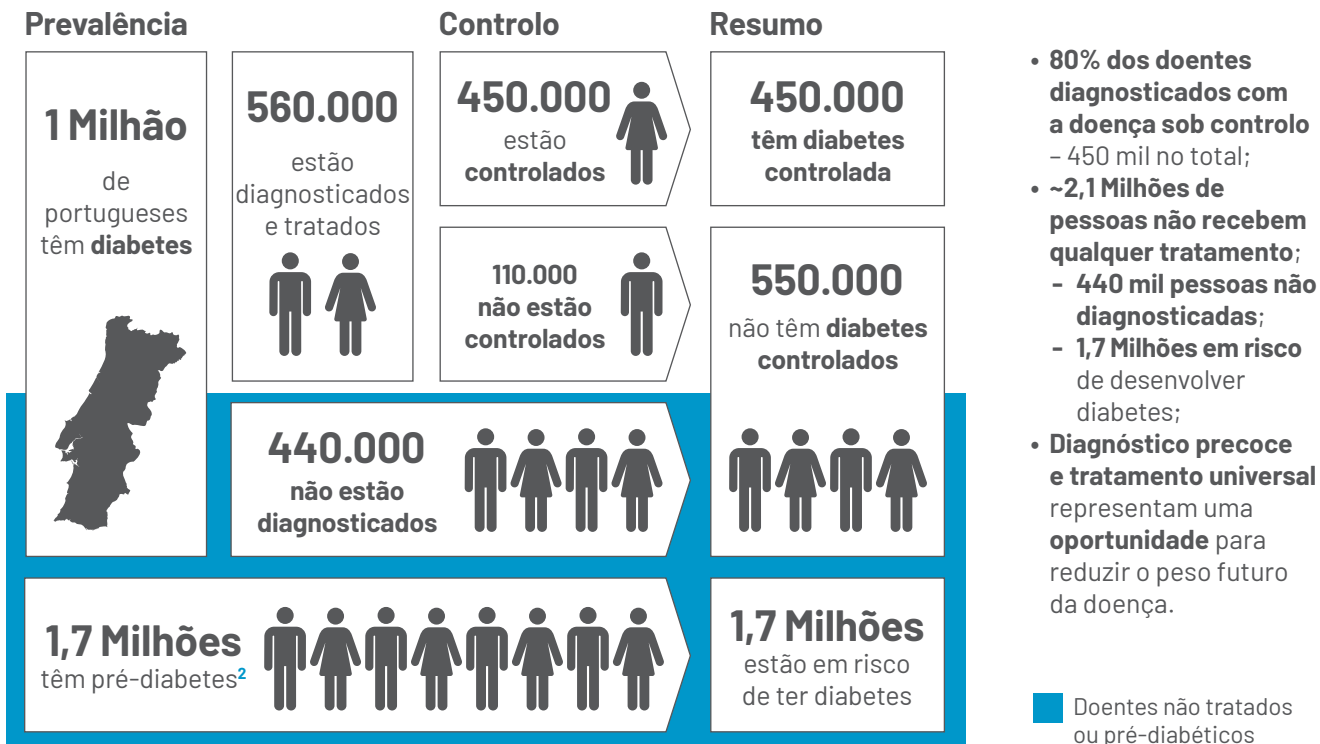 Prevalência
Controlo
Resumo
1 Milhão
de
portugueses
têm diabetes
560.000
estão
diagnosticados
e tratados
450.000
estão
controlados
450.000
têm diabetes
controlada
110.000
não estão
controlados
550.000
não têm diabetes
controlados
440.000
não estão
diagnosticados
1,7 Milhões
têm pré-diabetes²
1,7 Milhões
estão em risco
de ter diabetes
• 80% dos doentes
diagnosticados com
a doença sob controlo
– 450 mil no total;
• ~2,1 Milhões de
pessoas não recebem
qualquer tratamento;
- 440 mil pessoas não
diagnosticadas;
- 1,7 Milhões em risco
de desenvolver
diabetes;
• Diagnóstico precoce
e tratamento universal
representam uma
oportunidade para
reduzir o peso futuro
da doença.
Doentes não tratados
ou pré-diabéticos